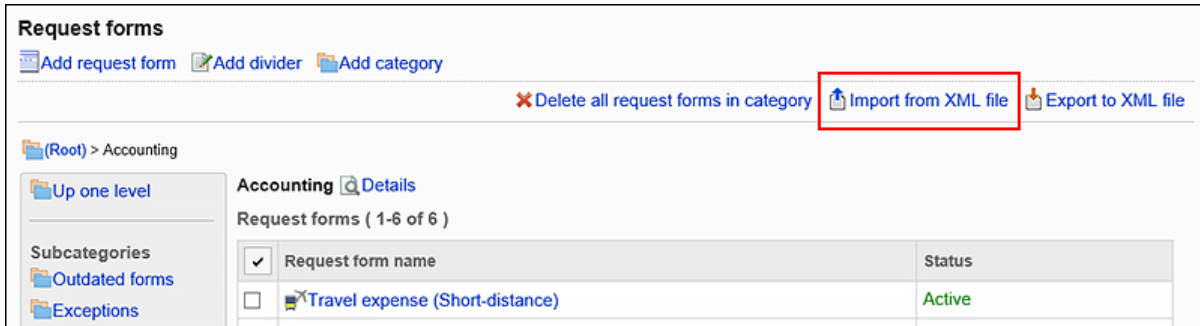 Request forms
Add request form Add divider Add category
Delete all request forms in category Import from XML file Export to XML file
(Root) > Accounting
Up one level
Accounting Details
Request forms ( 1-6 of 6 )
Subcategories
Outdated forms
Exceptions
Request form name Status
Travel expense (Short-distance) Active